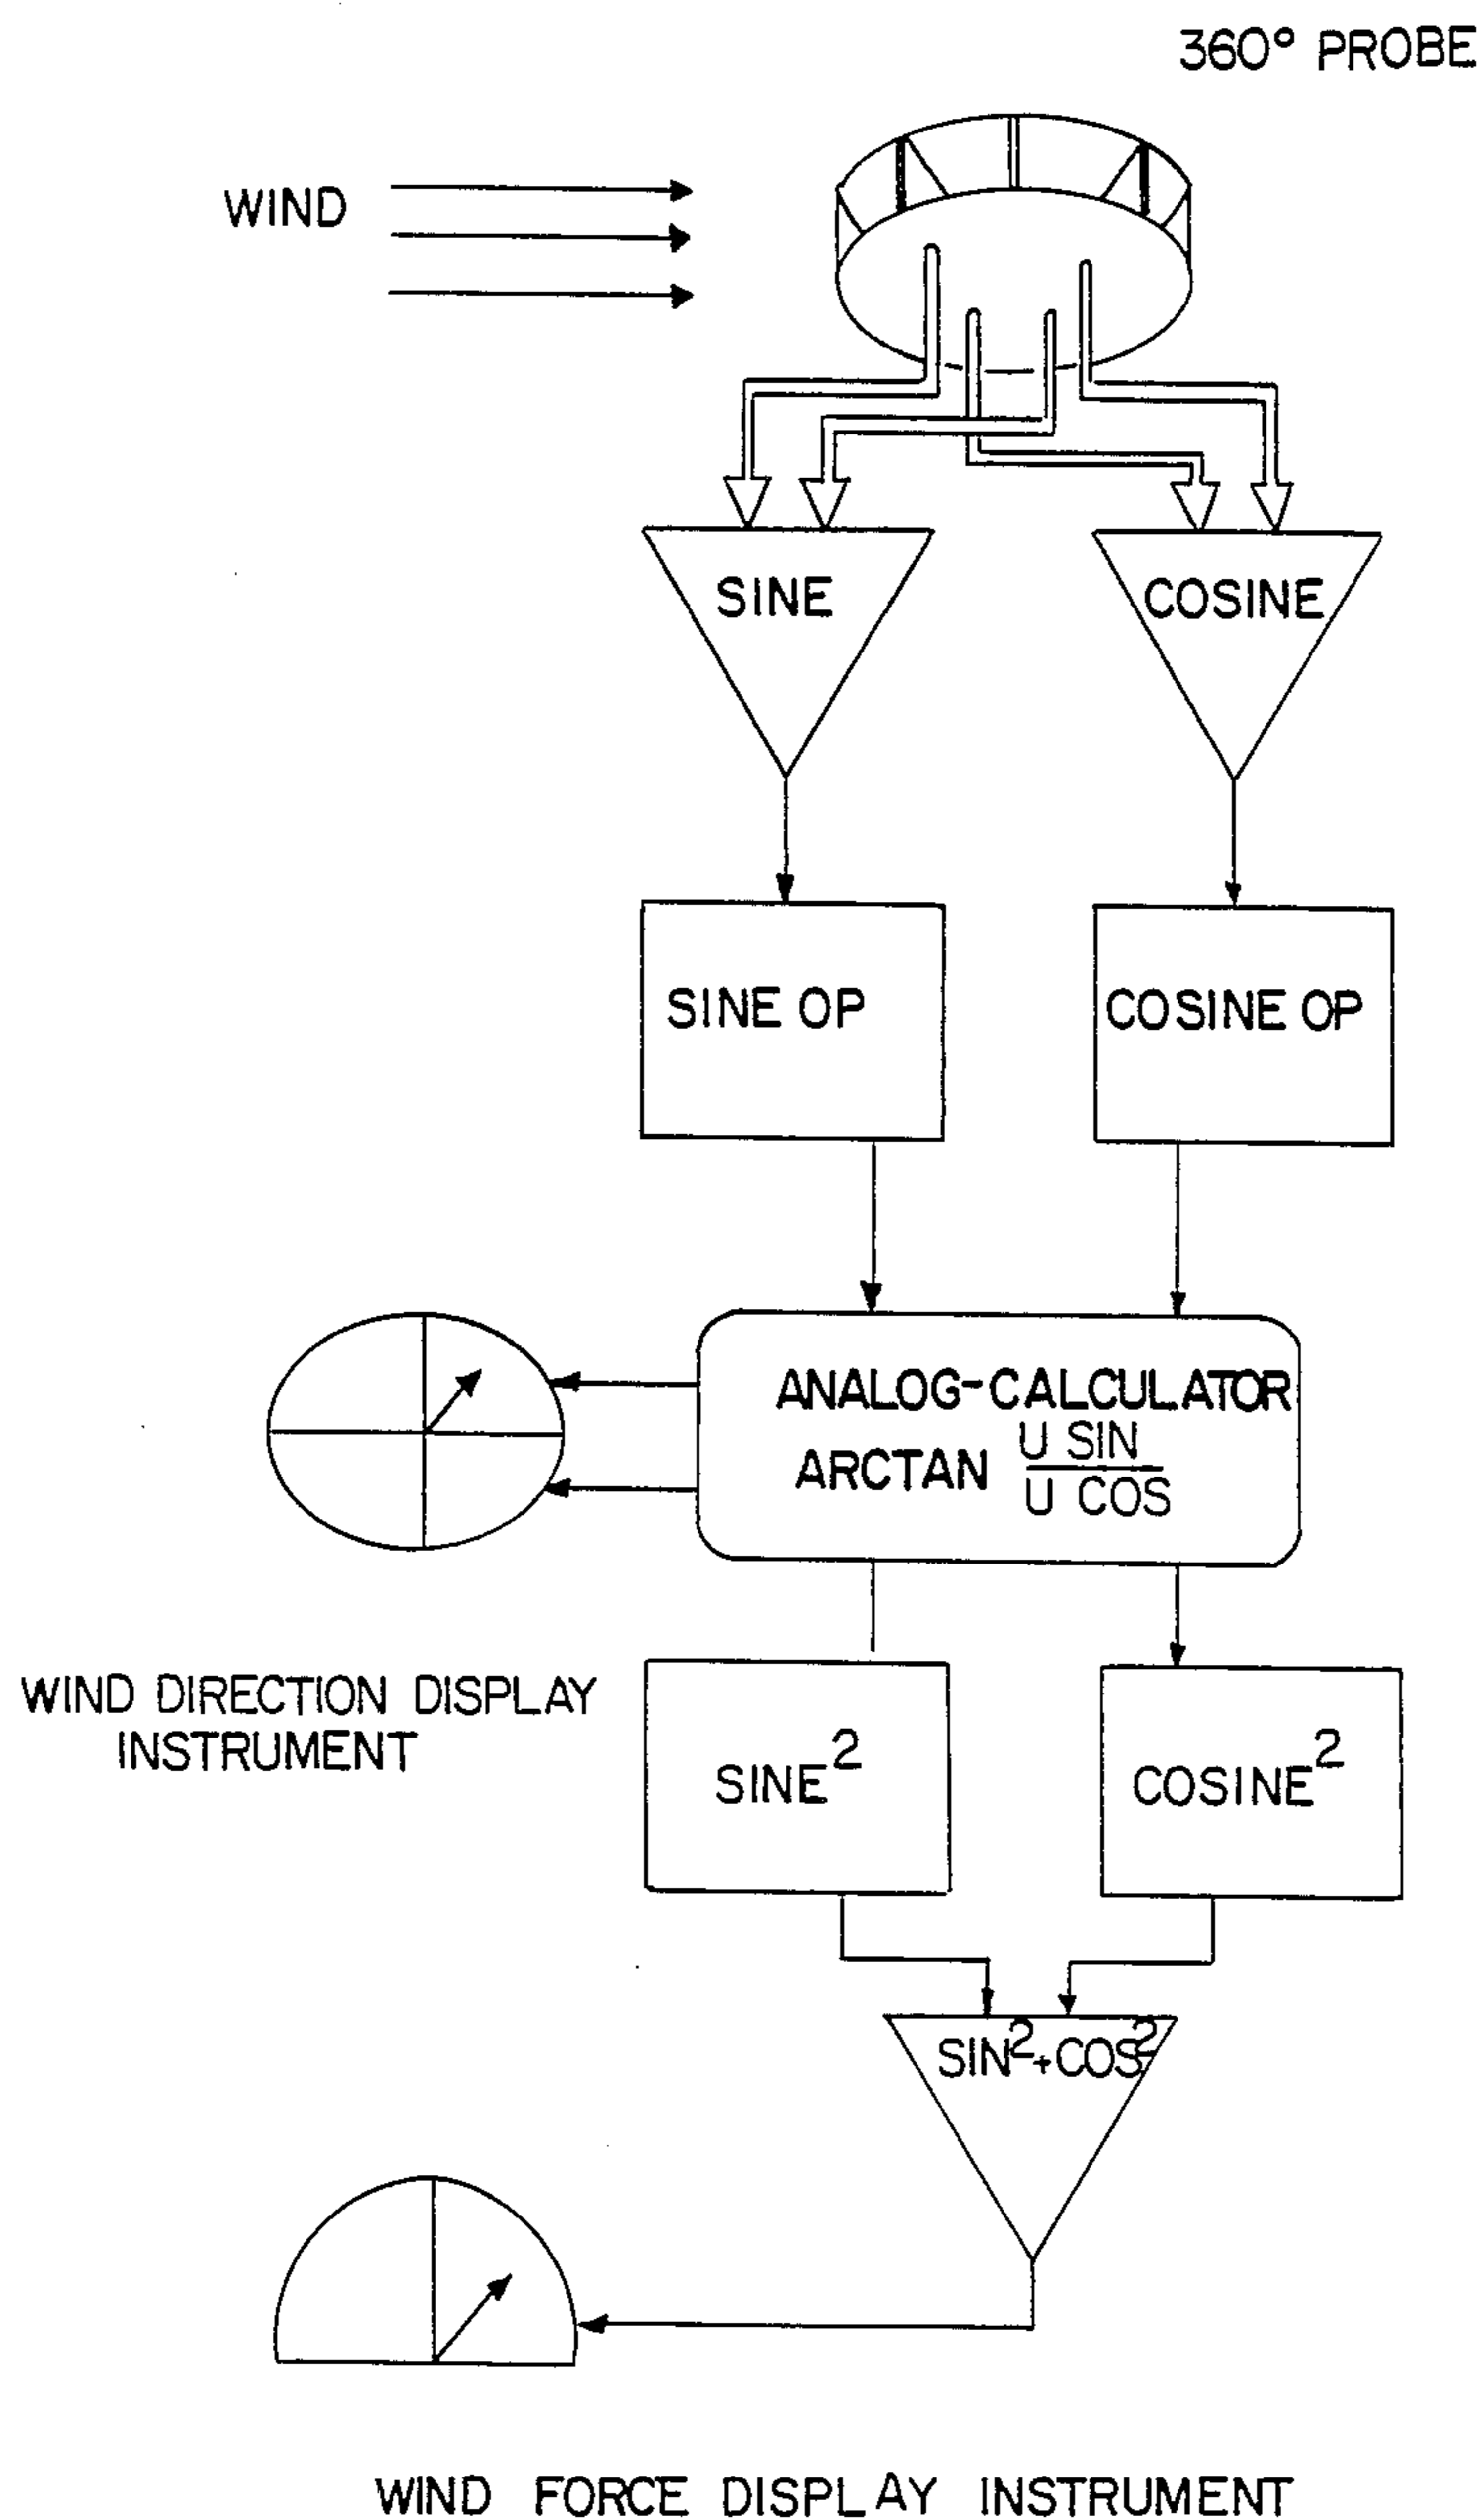 360° PROBE
WIND
SINE
COSINE
SINE OP
COSINE OP
ANALOG-CALCULATOR
ARCTAN U SIN
U COS
WIND DIRECTION DISPLAY
INSTRUMENT
SINE²
COSINE²
SIN²+COS²
WIND FORCE DISPLAY INSTRUMENT